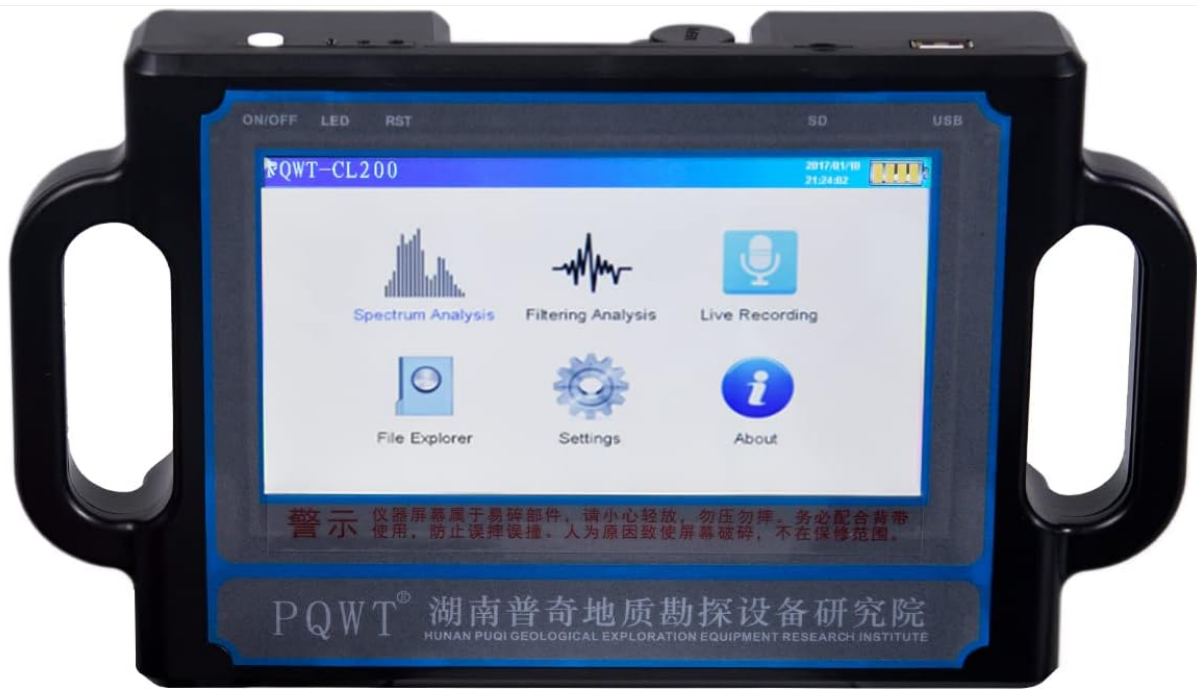 ON/OFF LED RST SD USB
PQWT-CL200
2017/01/10
21:24:02
Spectrum Analysis Filtering Analysis Live Recording
File Explorer Settings About
警示 仪器屏幕属于易碎部件，请小心轻放，勿压勿摔。务必配合背带
使用，防止误摔误撞。人为原因致使屏幕破碎，不在保修范围。
PQWT® 湖南普奇地质勘探设备研究院
HUNAN PUQI GEOLOGICAL EXPLORATION EQUIPMENT RESEARCH INSTITUTE